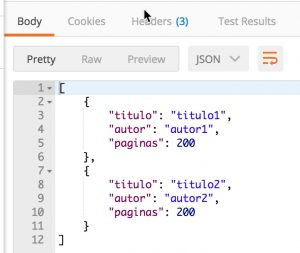 Body Cookies Headers (3) Test Results
Pretty Raw Preview JSON
1 [
2 {
3 "titulo": "titulo1",
4 "autor": "autor1",
5 "paginas": 200
6 },
7 {
8 "titulo": "titulo2",
9 "autor": "autor2",
10 "paginas": 200
11 }
12 ]